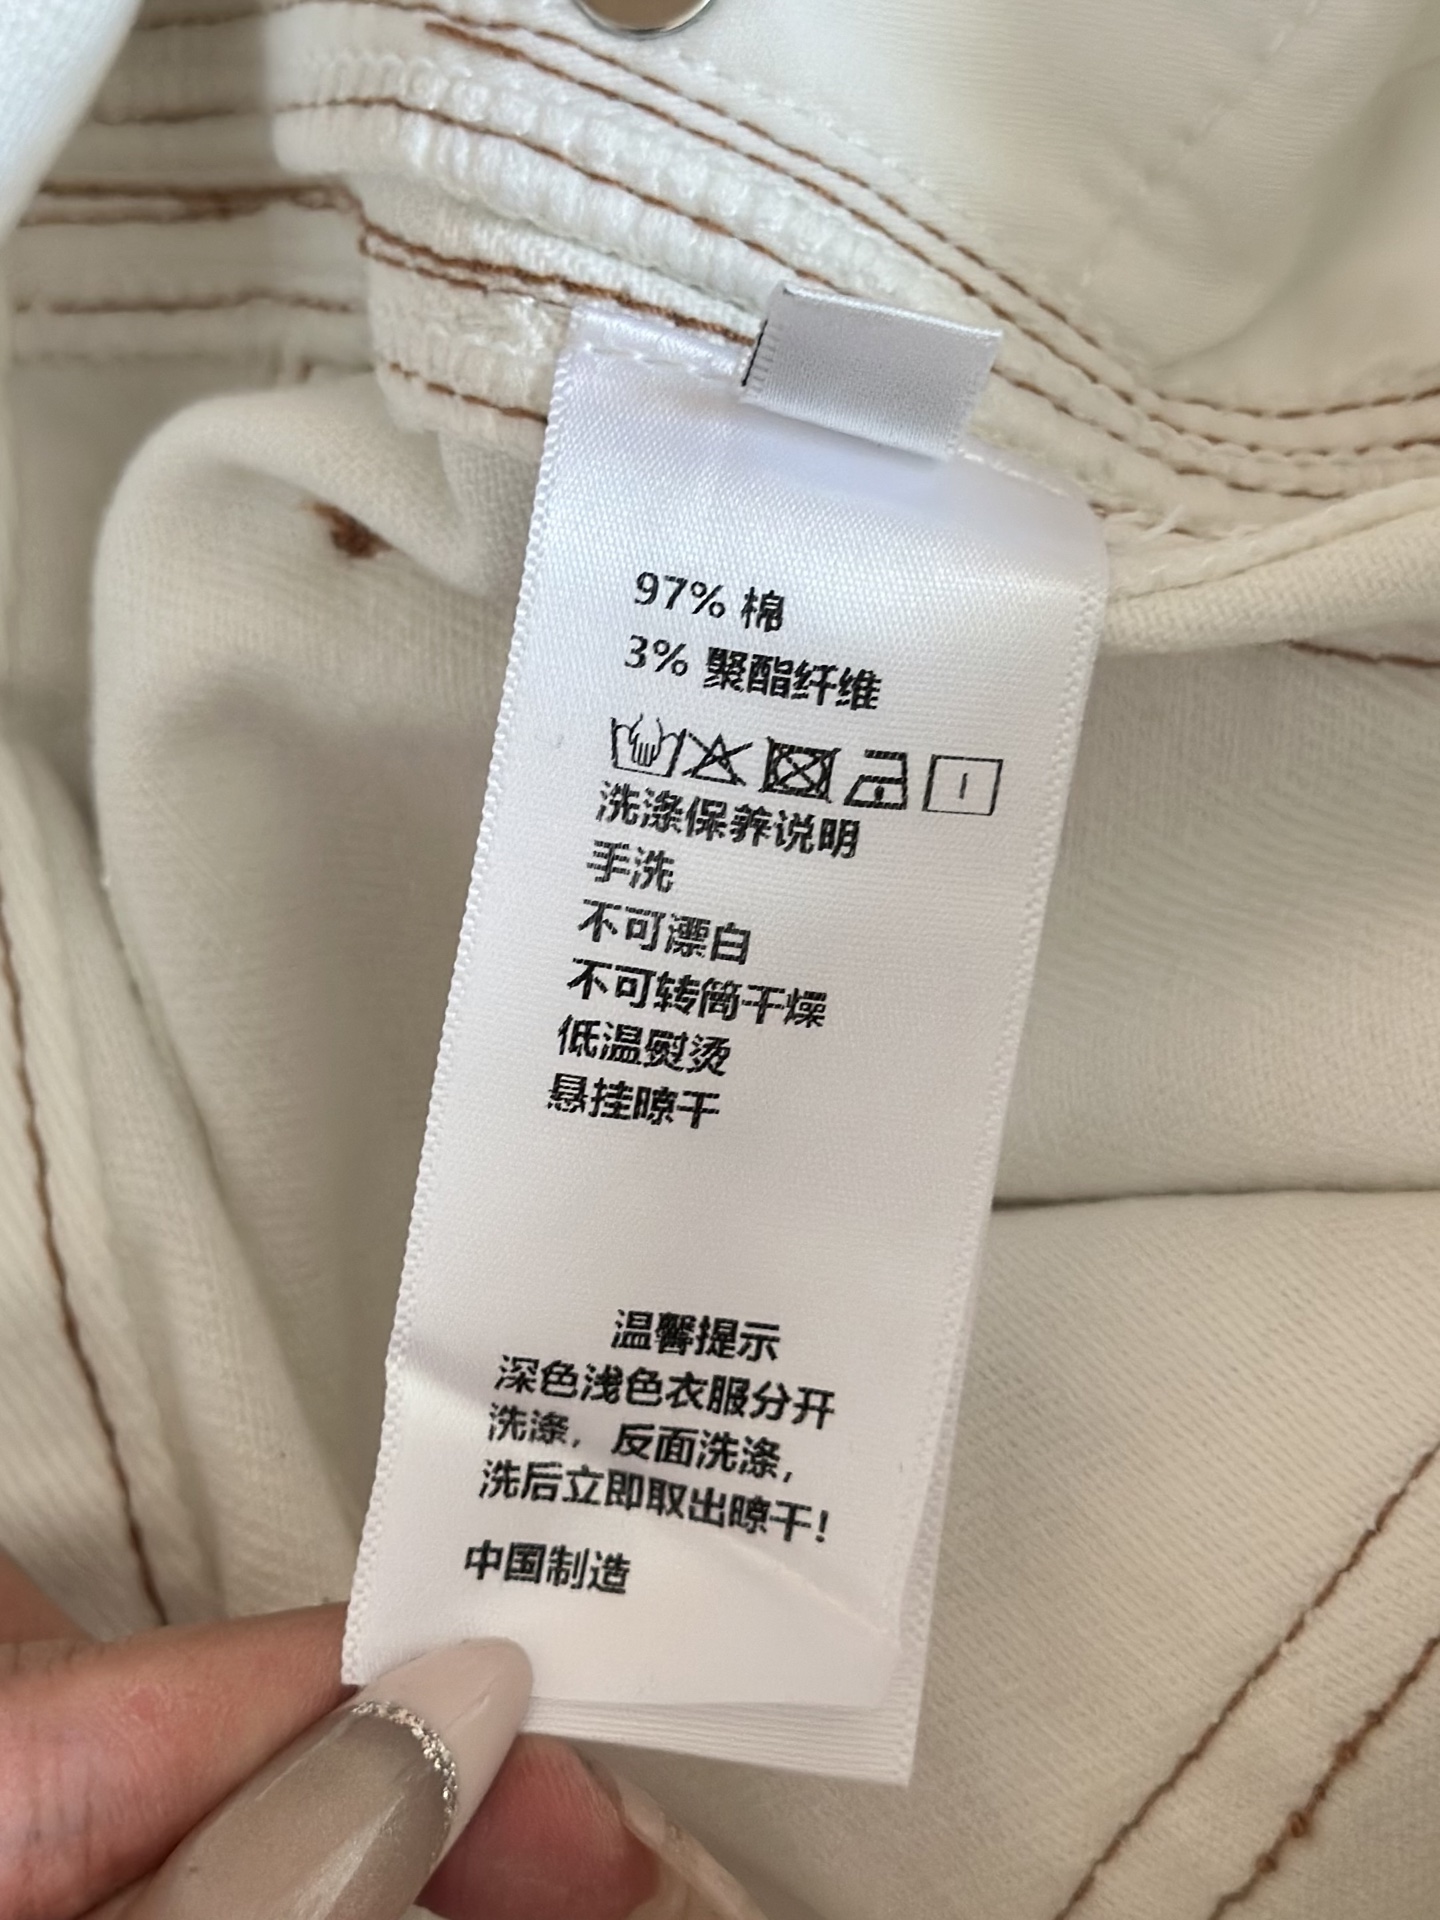 97% 棉
3% 聚酯纤维
洗涤保养说明
手洗
不可漂白
不可转筒干燥
低温熨烫
悬挂晾干
温馨提示
深色浅色衣服分开
洗涤，反面洗涤，
洗后立即取出晾干!
中国制造